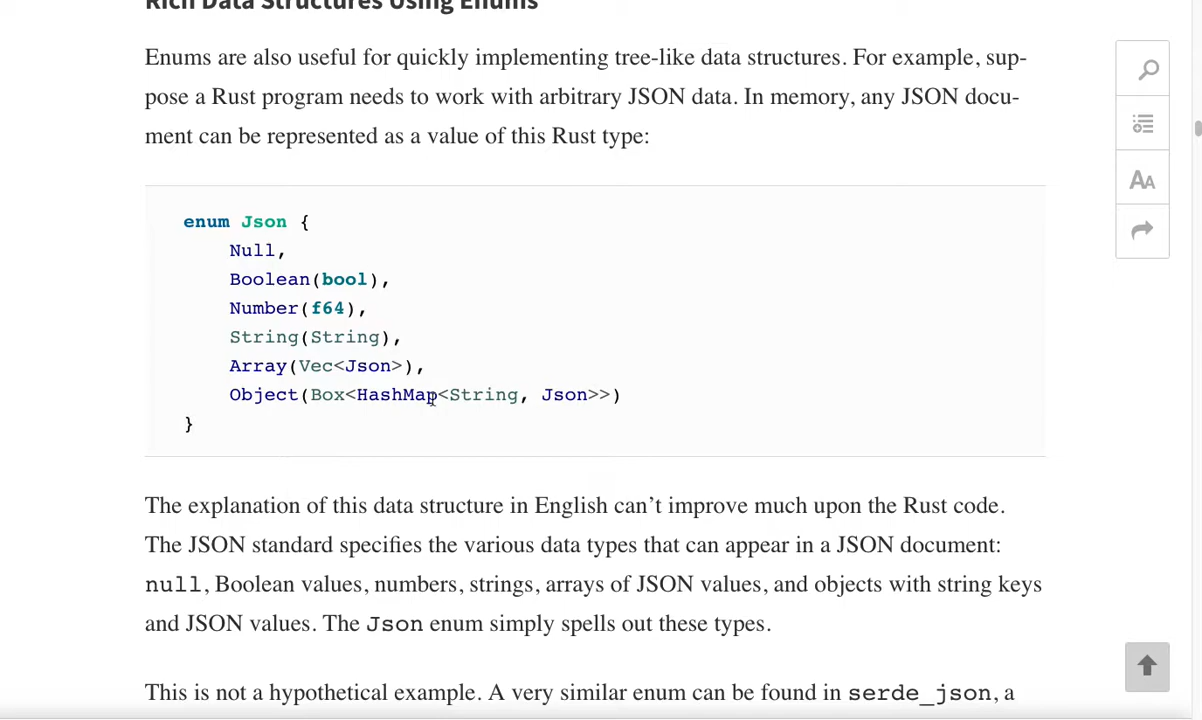 Rich Data Structures Using Enums
Enums are also useful for quickly implementing tree-like data structures. For example, sup-
pose a Rust program needs to work with arbitrary JSON data. In memory, any JSON docu-
ment can be represented as a value of this Rust type:
enum Json {
    Null,
    Boolean(bool),
    Number(f64),
    String(String),
    Array(Vec<Json>),
    Object(Box<HashMap<String, Json>>)
}
The explanation of this data structure in English can’t improve much upon the Rust code.
The JSON standard specifies the various data types that can appear in a JSON document:
null, Boolean values, numbers, strings, arrays of JSON values, and objects with string keys
and JSON values. The Json enum simply spells out these types.
This is not a hypothetical example. A very similar enum can be found in serde_json, a
AA